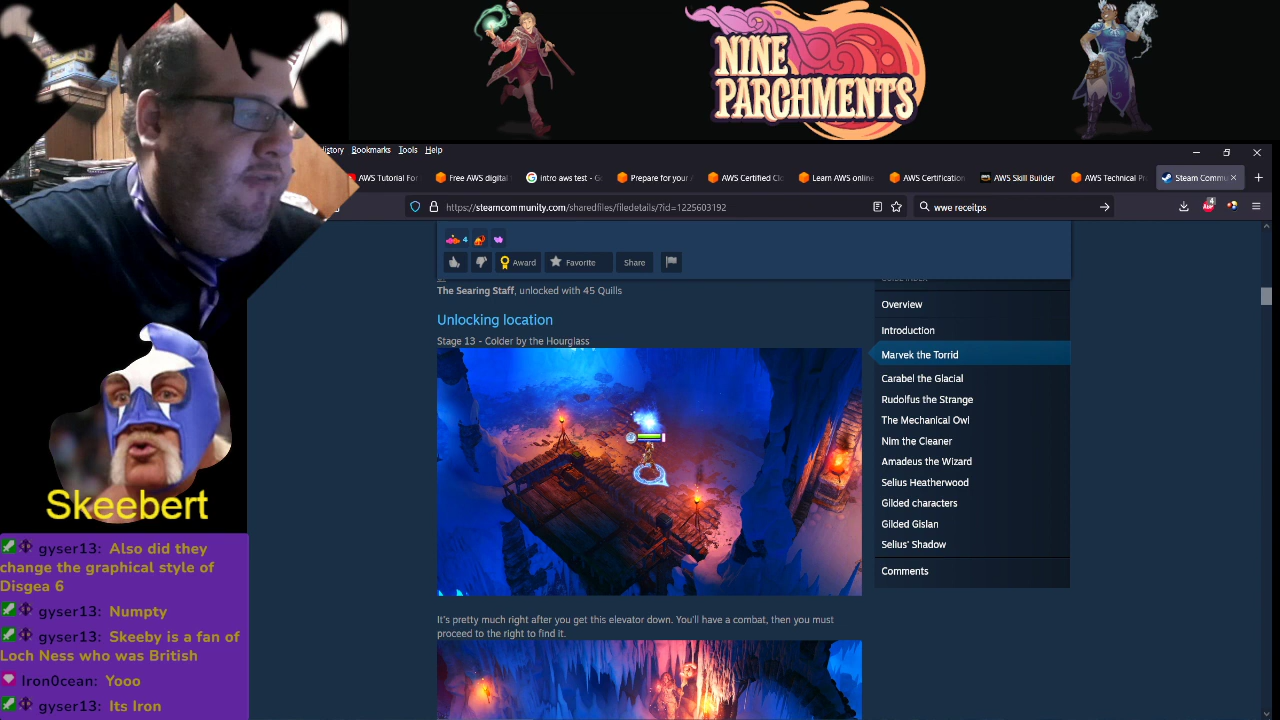 NINE
PARCHMENTS
History Bookmarks Tools Help
AWS Tutorial For
Free AWS digital t
intro aws test - Go
Prepare for your A
AWS Certified Clo
Learn AWS online
AWS Certification
AWS Skill Builder
AWS Technical Pr
Steam Commu
https://steamcommunity.com/sharedfiles/filedetails/?id=1225603192
wwe receitps
4
4
Award
Favorite
Share
The Searing Staff, unlocked with 45 Quills
Unlocking location
Stage 13 - Colder by the Hourglass
It's pretty much right after you get this elevator down. You'll have a combat, then you must
proceed to the right to find it.
Overview
Introduction
Marvek the Torrid
Carabel the Glacial
Rudolfus the Strange
The Mechanical Owl
Nim the Cleaner
Amadeus the Wizard
Selius Heatherwood
Gilded characters
Gilded Gislan
Selius' Shadow
Comments
Skeebert
gyser13: Also did they
change the graphical style of
Disgea 6
gyser13: Numpty
gyser13: Skeeby is a fan of
Loch Ness who was British
Iron0cean: Yooo
gyser13: Its Iron